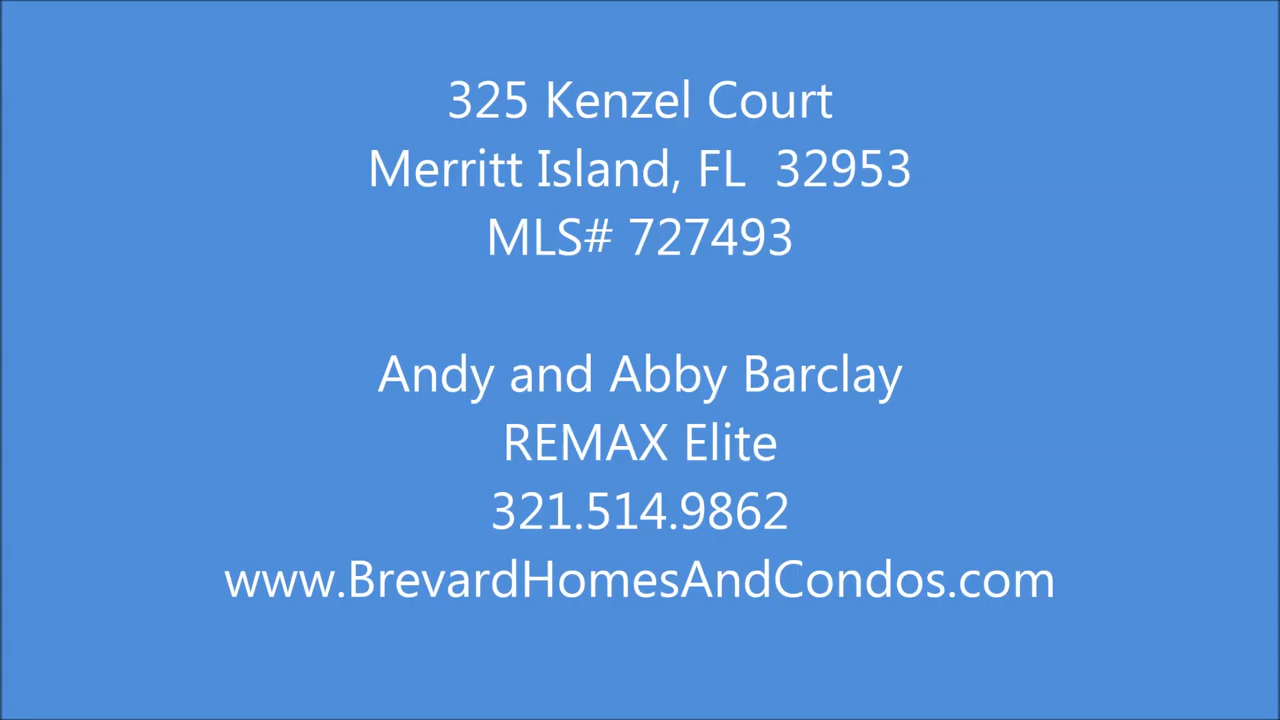 325 Kenzel Court
Merritt Island, FL  32953
MLS# 727493
Andy and Abby Barclay
REMAX Elite
321.514.9862
www.BrevardHomesAndCondos.com